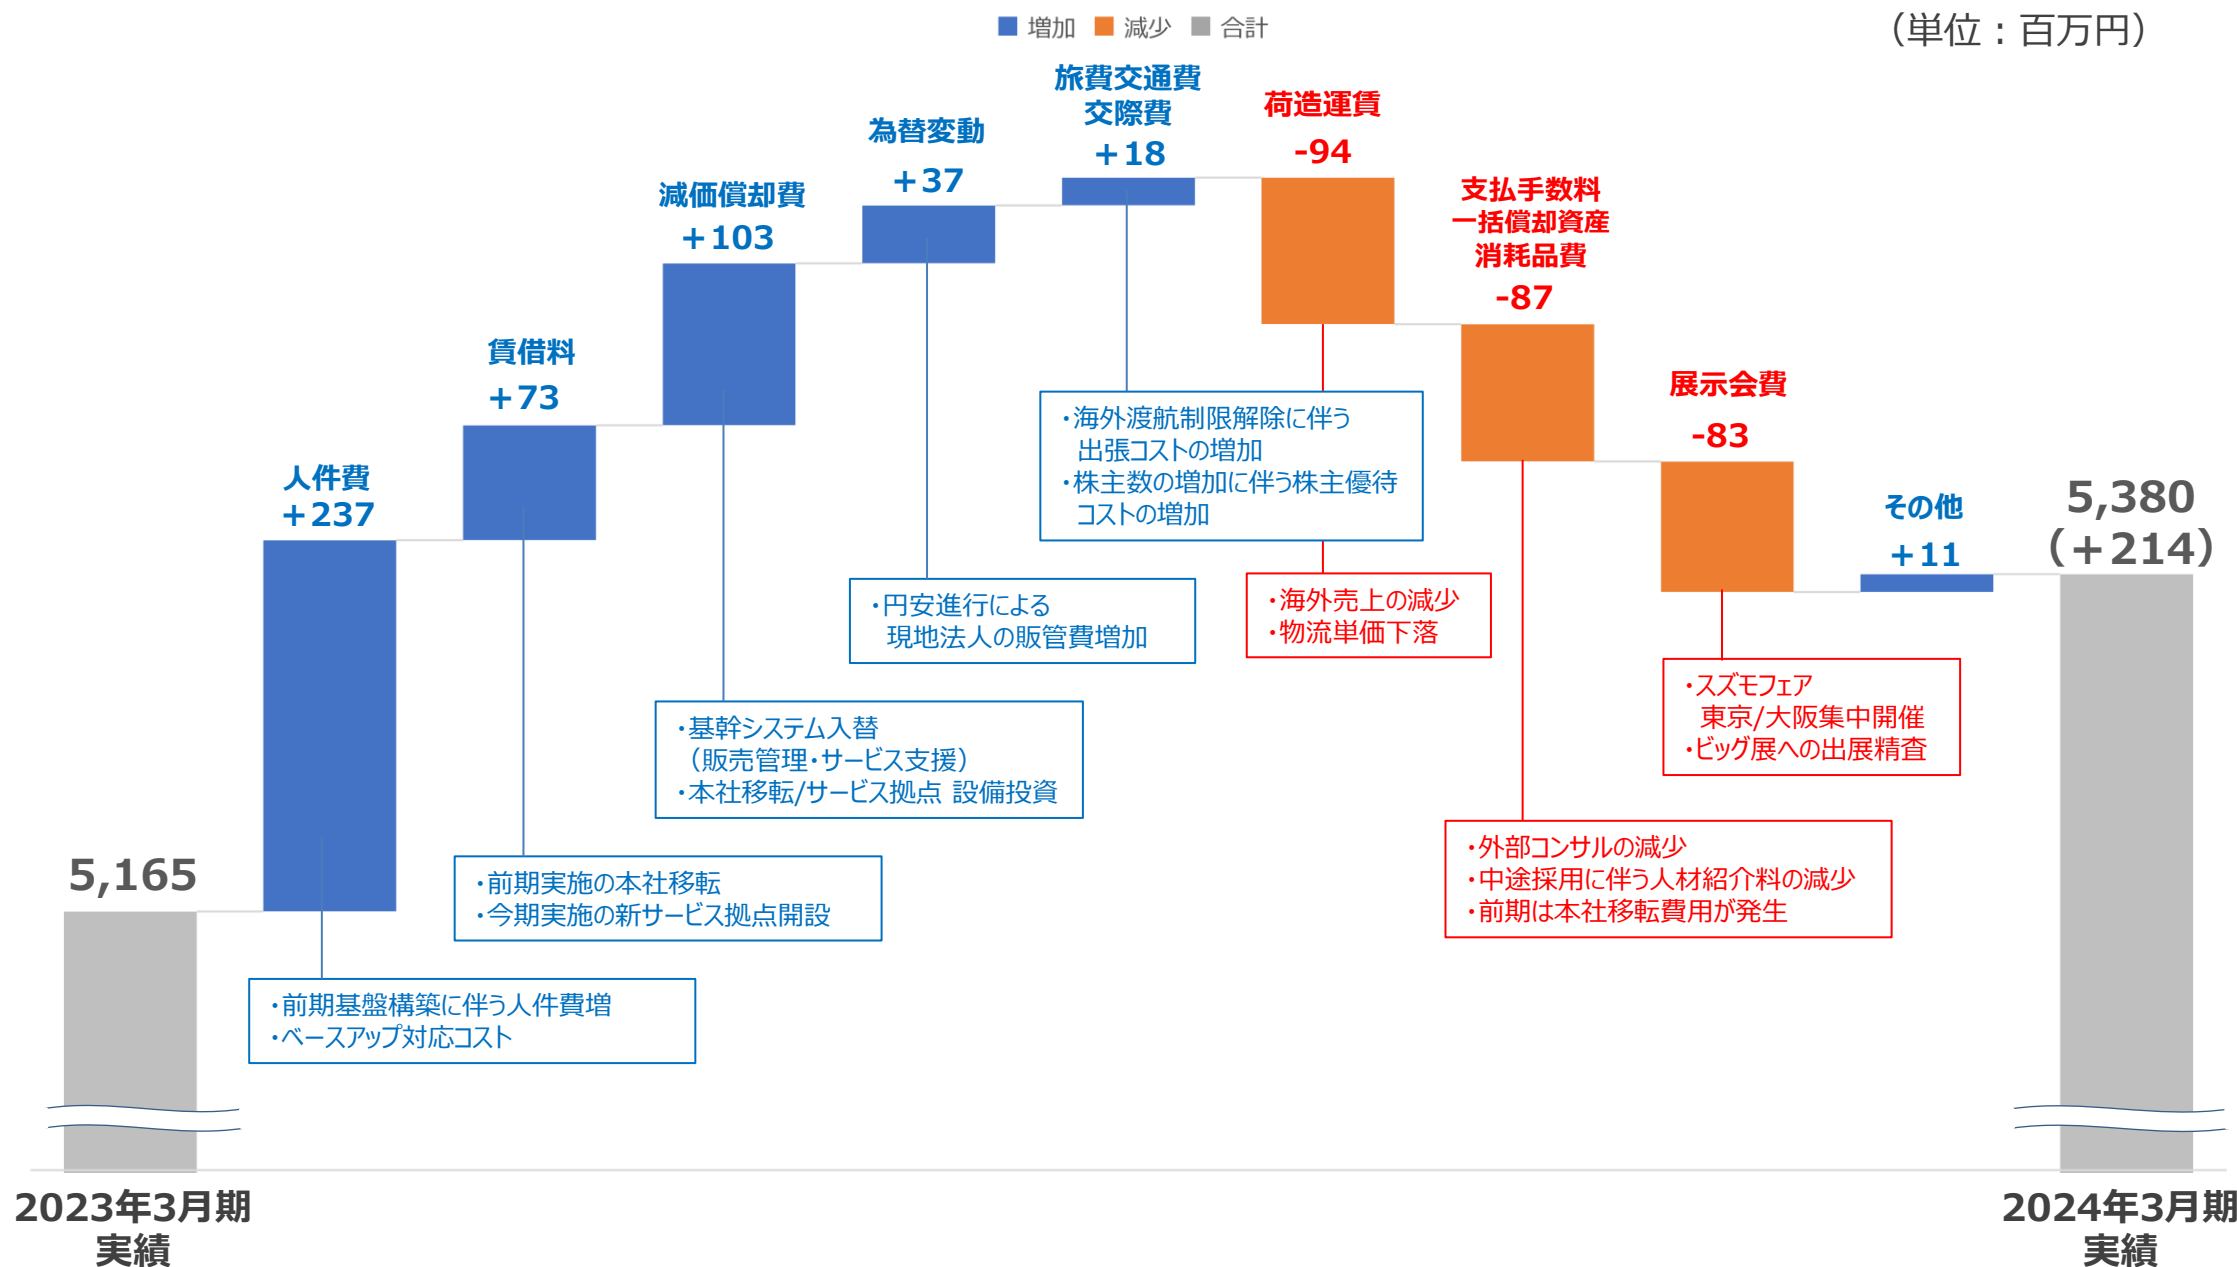 増加 減少 合計
（単位：百万円）
旅費交通費
交際費
+18
荷造運賃
-94
為替変動
+37
支払手数料
一括償却資産
消耗品費
-87
減価償却費
+103
賃借料
+73
展示会費
-83
人件費
+237
その他
+11
5,380
（+214）
・海外渡航制限解除に伴う
出張コストの増加
・株主数の増加に伴う株主優待
コストの増加
・円安進行による
現地法人の販管費増加
・海外売上の減少
・物流単価下落
・スズモフェア
東京/大阪集中開催
・ビッグ展への出展精査
・基幹システム入替
（販売管理・サービス支援）
・本社移転/サービス拠点 設備投資
・外部コンサルの減少
・中途採用に伴う人材紹介料の減少
・前期は本社移転費用が発生
5,165
・前期実施の本社移転
・今期実施の新サービス拠点開設
・前期基盤構築に伴う人件費増
・ベースアップ対応コスト
2023年3月期
実績
2024年3月期
実績